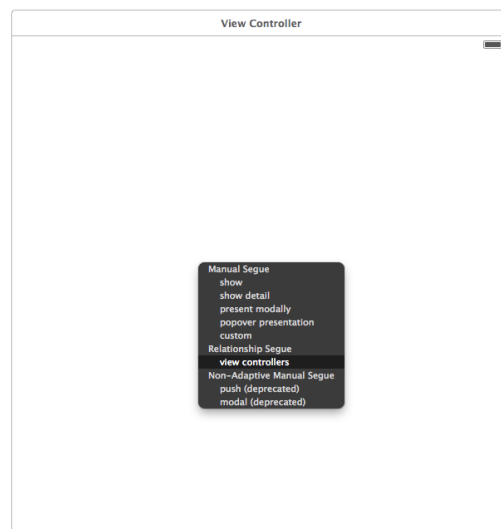 View Controller
Manual Segue
show
show detail
present modally
popover presentation
custom
Relationship Segue
view controllers
Non-Adaptive Manual Segue
push (deprecated)
modal (deprecated)